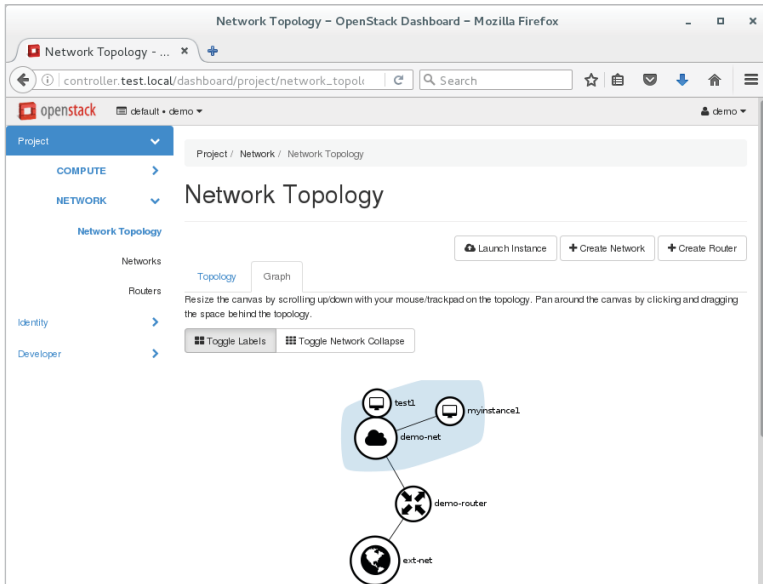 Network Topology - OpenStack Dashboard - Mozilla Firefox
Network Topology - ...
controller.test.local/dashboard/project/network_topol
Search
openstack default • demo
demo
Project
Project / Network / Network Topology
COMPUTE
NETWORK
Network Topology
Network Topology
Launch Instance
Create Network
Create Router
Networks
Topology
Graph
Routers
Resize the canvas by scrolling up/down with your mouse/trackpad on the topology. Pan around the canvas by clicking and dragging
the space behind the topology.
Identity
Toggle Labels
Toggle Network Collapse
Developer
test1
myinstance1
demo-net
demo-router
ext-net